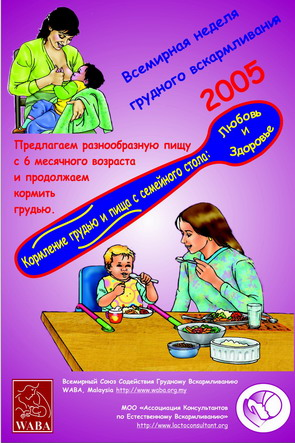 Всемирная неделя
грудного вскармливания
2005
Предлагаем разнообразную пищу
с 6 месячного возраста
и продолжаем
кормить
грудью.
Кормление грудью и пища с семейного стола:
Любовь
и
Здоровье
Всемирный Союз Содействия Грудному Вскармливанию
WABA, Malaysia http://www.waba.org.my
WABA
МОО «Ассоциация Консультантов
по Естественному Вскармливанию»
http://www.lactoconsultant.org